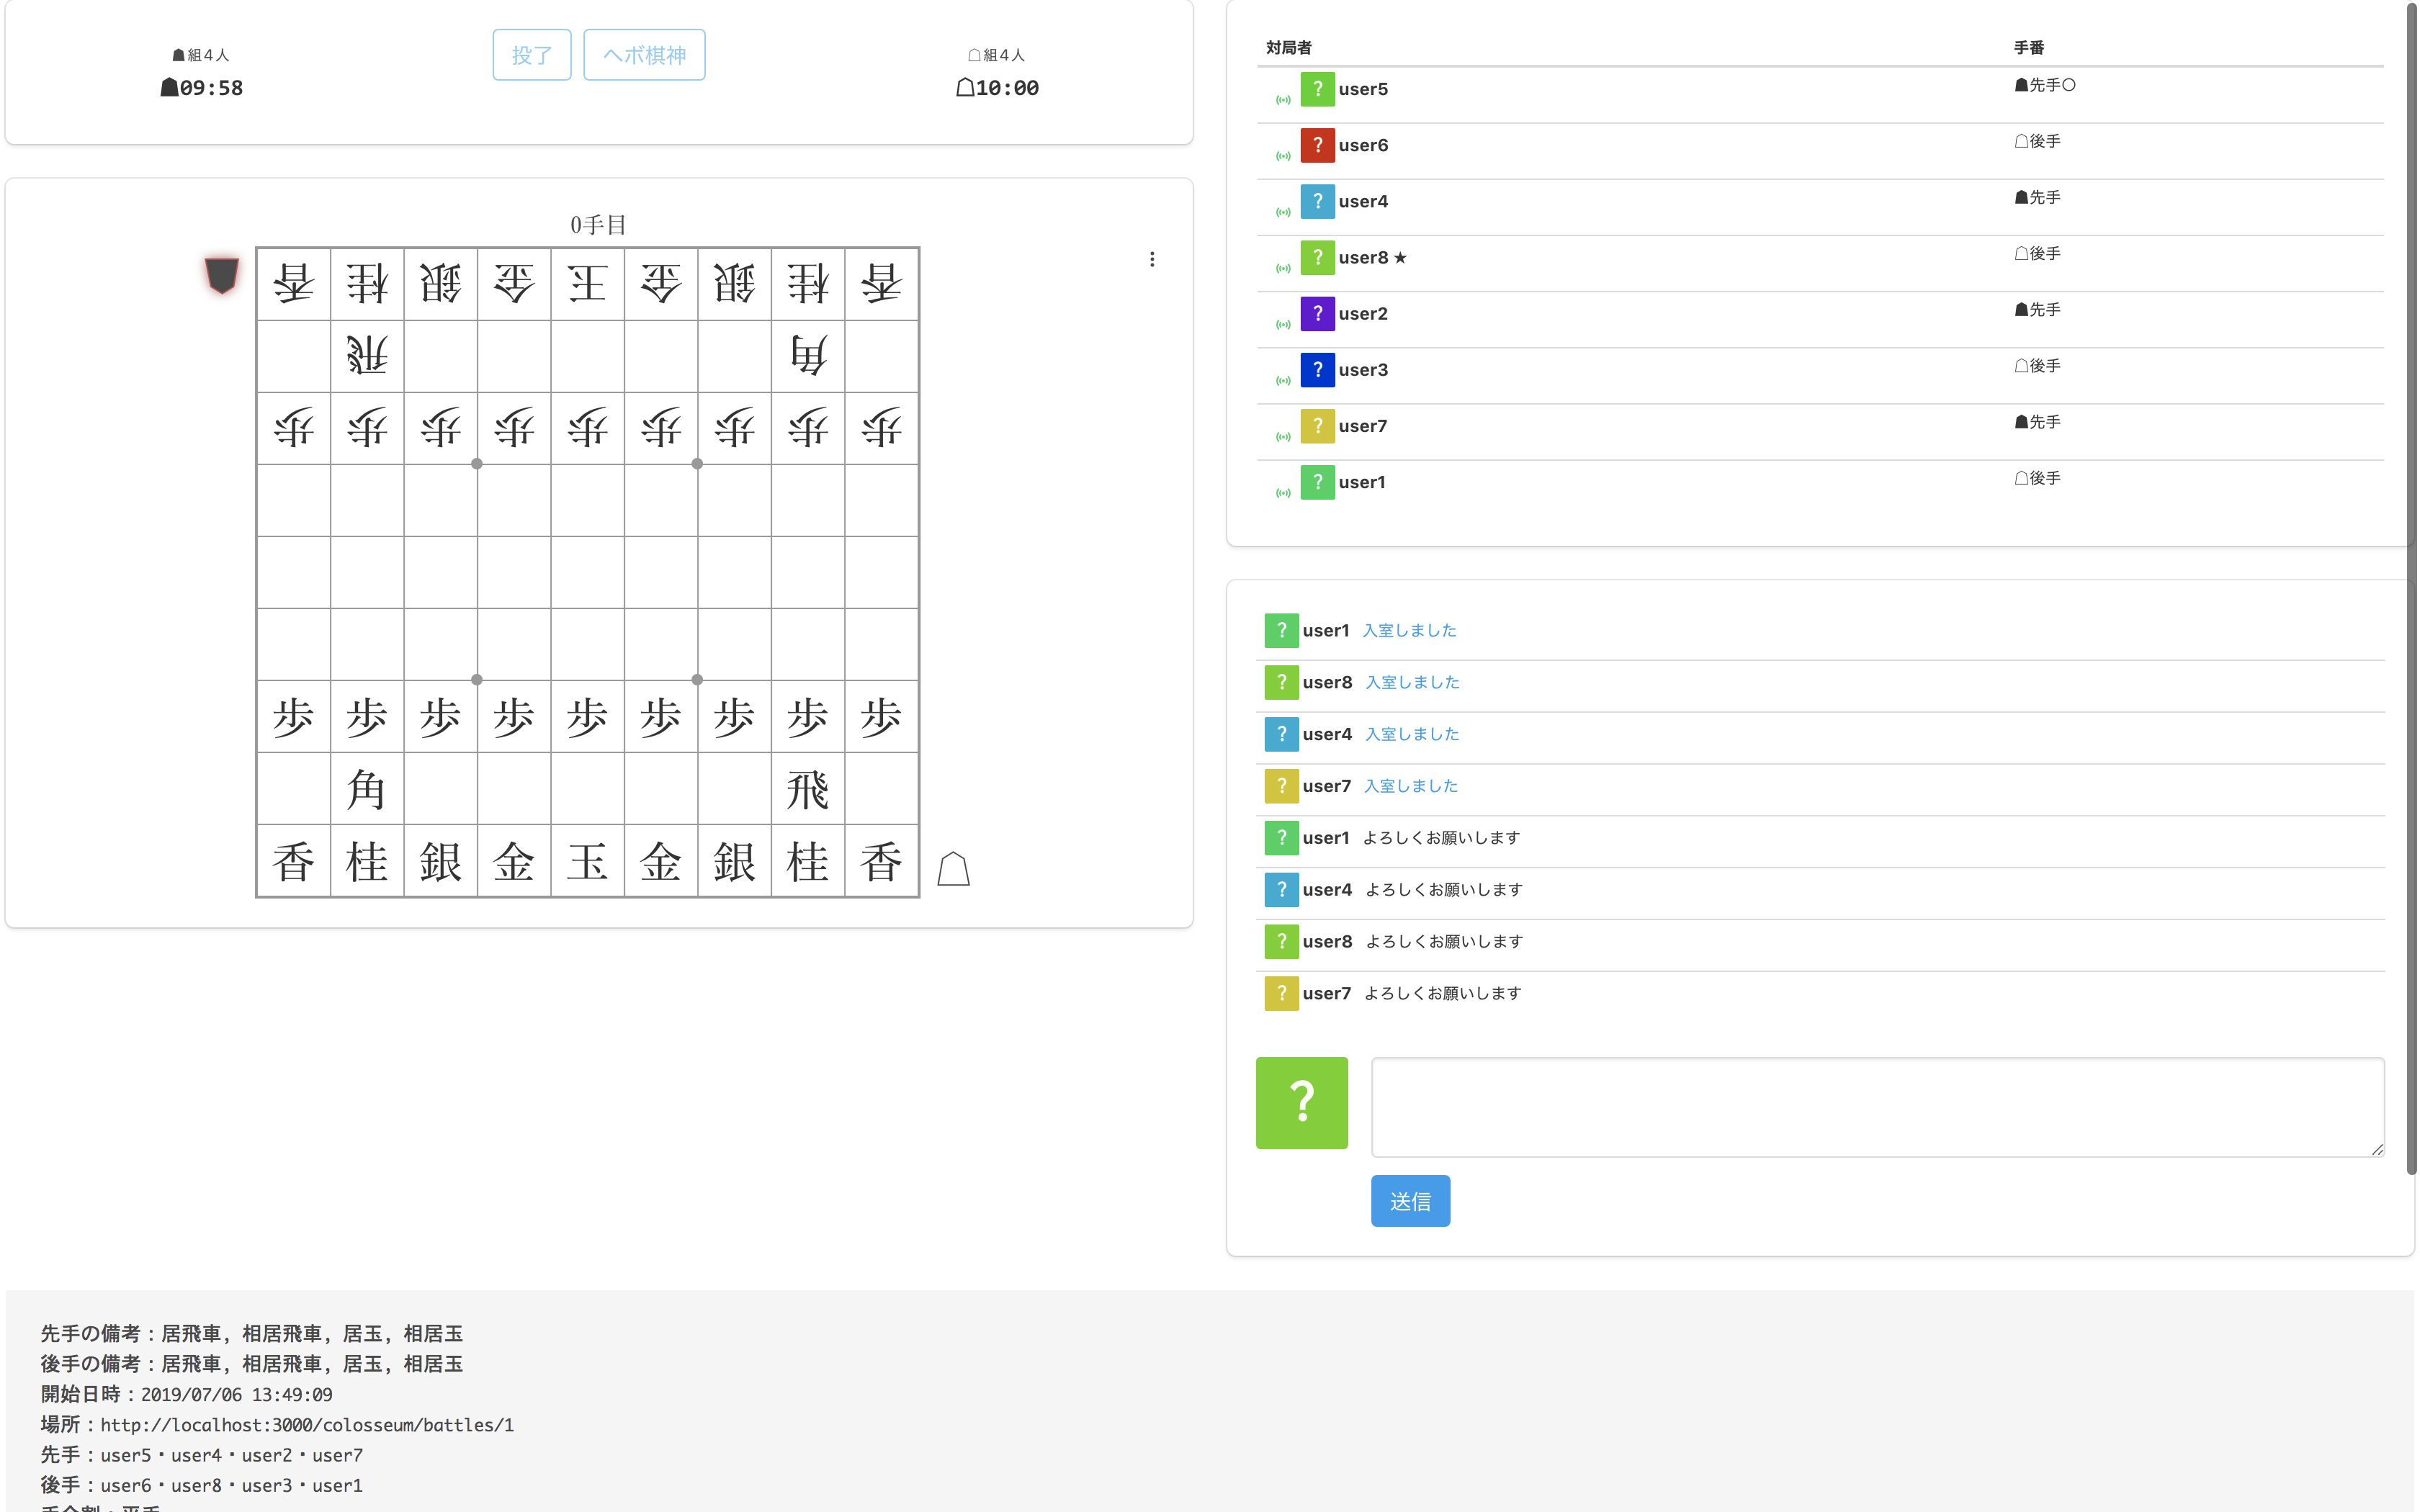 ☗組4人
☗09:58
投了
ヘボ棋神
☖組4人
☖10:00
0手目
香 桂 銀 金 王 金 銀 桂 香
飛 角
歩 歩 歩 歩 歩 歩 歩 歩 歩
歩 歩 歩 歩 歩 歩 歩 歩 歩
角 飛
香 桂 銀 金 玉 金 銀 桂 香
対局者 手番
? user5 ☗先手〇
? user6 ☖後手
? user4 ☗先手
? user8 ★ ☖後手
? user2 ☗先手
? user3 ☖後手
? user7 ☗先手
? user1 ☖後手
? user1 入室しました
? user8 入室しました
? user4 入室しました
? user7 入室しました
? user1 よろしくお願いします
? user4 よろしくお願いします
? user8 よろしくお願いします
? user7 よろしくお願いします
?
送信
先手の備考：居飛車, 相居飛車, 居玉, 相居玉
後手の備考：居飛車, 相居飛車, 居玉, 相居玉
開始日時：2019/07/06 13:49:09
場所：http://localhost:3000/colosseum/battles/1
先手：user5・user4・user2・user7
後手：user6・user8・user3・user1
手合割：平手